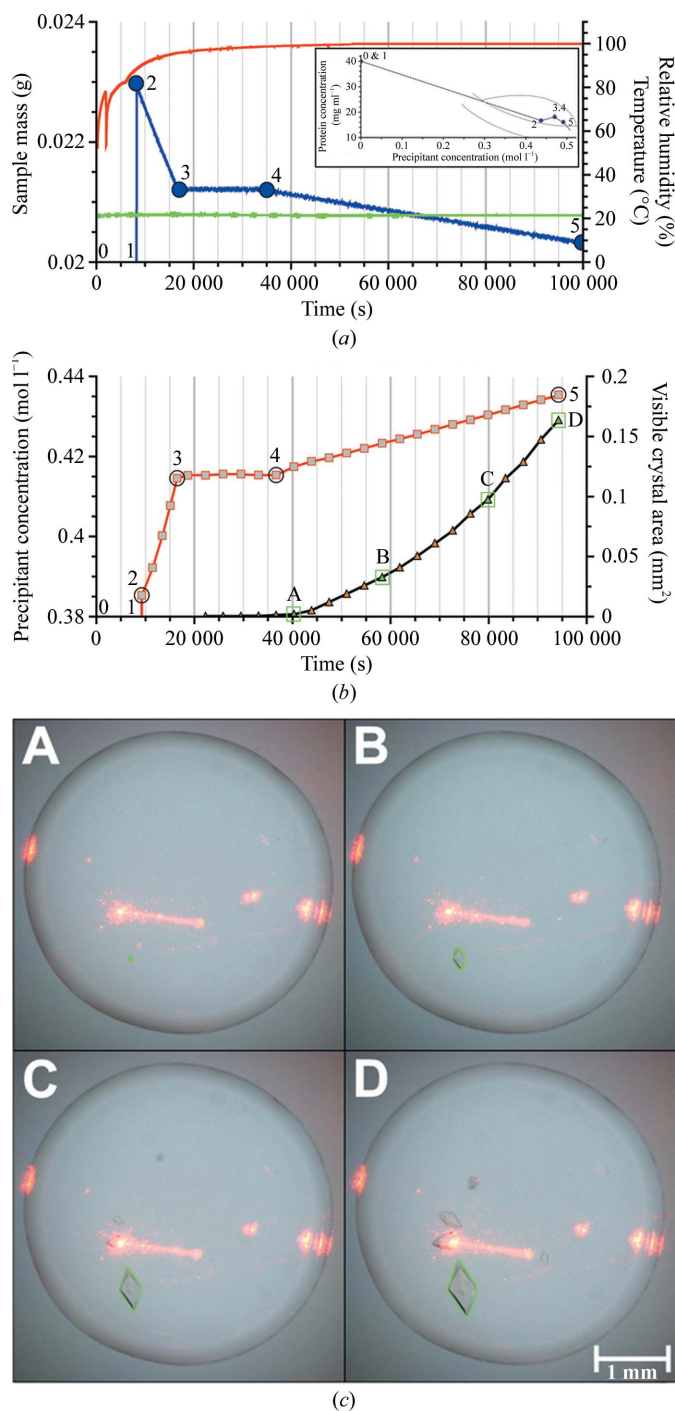 0.024
0.022
0.02
Sample mass (g)
0 1 2 3 4 5
120
100
80
60
40
20
0
Relative humidity (%)
Temperature (°C)
0 & 1
2
3.4
5
40
30
20
10
Protein concentration
(mg ml⁻¹)
0 0.1 0.2 0.3 0.4 0.5
Precipitant concentration (mol l⁻¹)
0 20 000 40 000 60 000 80 000 100 000
Time (s)
(a)
0.44
0.42
0.4
0.38
Precipitant concentration (mol l⁻¹)
0 1 2 3 4 5
A B C D
0.2
0.15
0.1
0.05
0
Visible crystal area (mm²)
0 20 000 40 000 60 000 80 000 100 000
Time (s)
(b)
A B
C D
1 mm
(c)